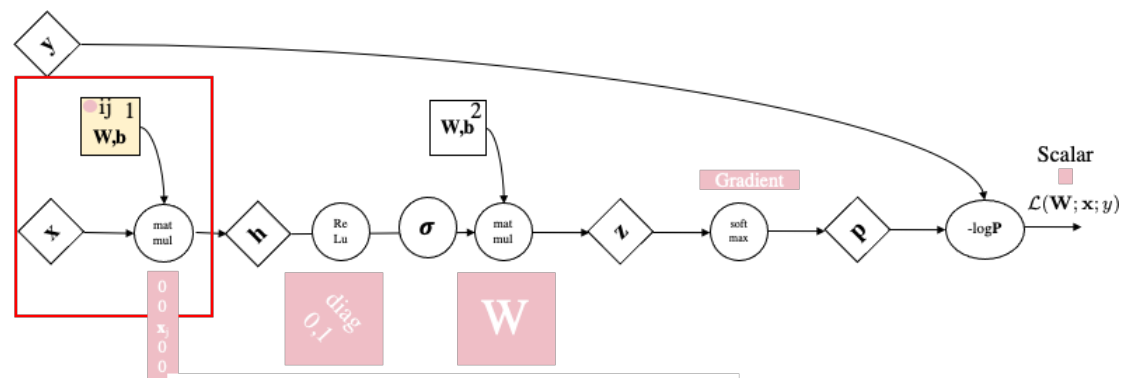 y
ij 1
W,b
2
W,b
Scalar
Gradient
L(W; x; y)
x
mat
mul
h
Re
Lu
σ
mat
mul
z
soft
max
p
-logP
0
0
xj
0
0
diag
0,1
W